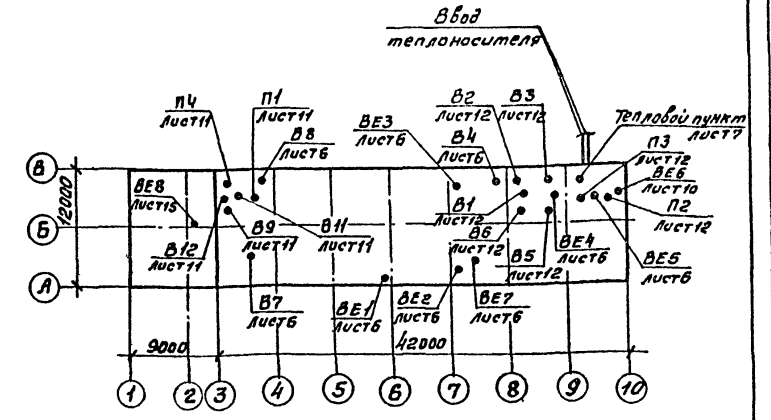 Ввод
теплоносителя
П4
лист11
П1
лист11
В8
лист6
ВЕ3
лист6
В4
лист6
В2
лист12
В3
лист12
Тепловой пункт
лист7
П3
лист12
ВЕ6
лист10
П2
лист12
ВЕ5
лист6
ВЕ4
лист6
В5
лист12
В6
лист12
В1
лист12
ВЕ8
лист15
В12
лист11
В9
лист11
В11
лист11
В7
лист6
ВЕ1
лист6
ВЕ2
лист6
ВЕ7
лист6
В
Б
А
12000
9000
42000
1
2
3
4
5
6
7
8
9
10